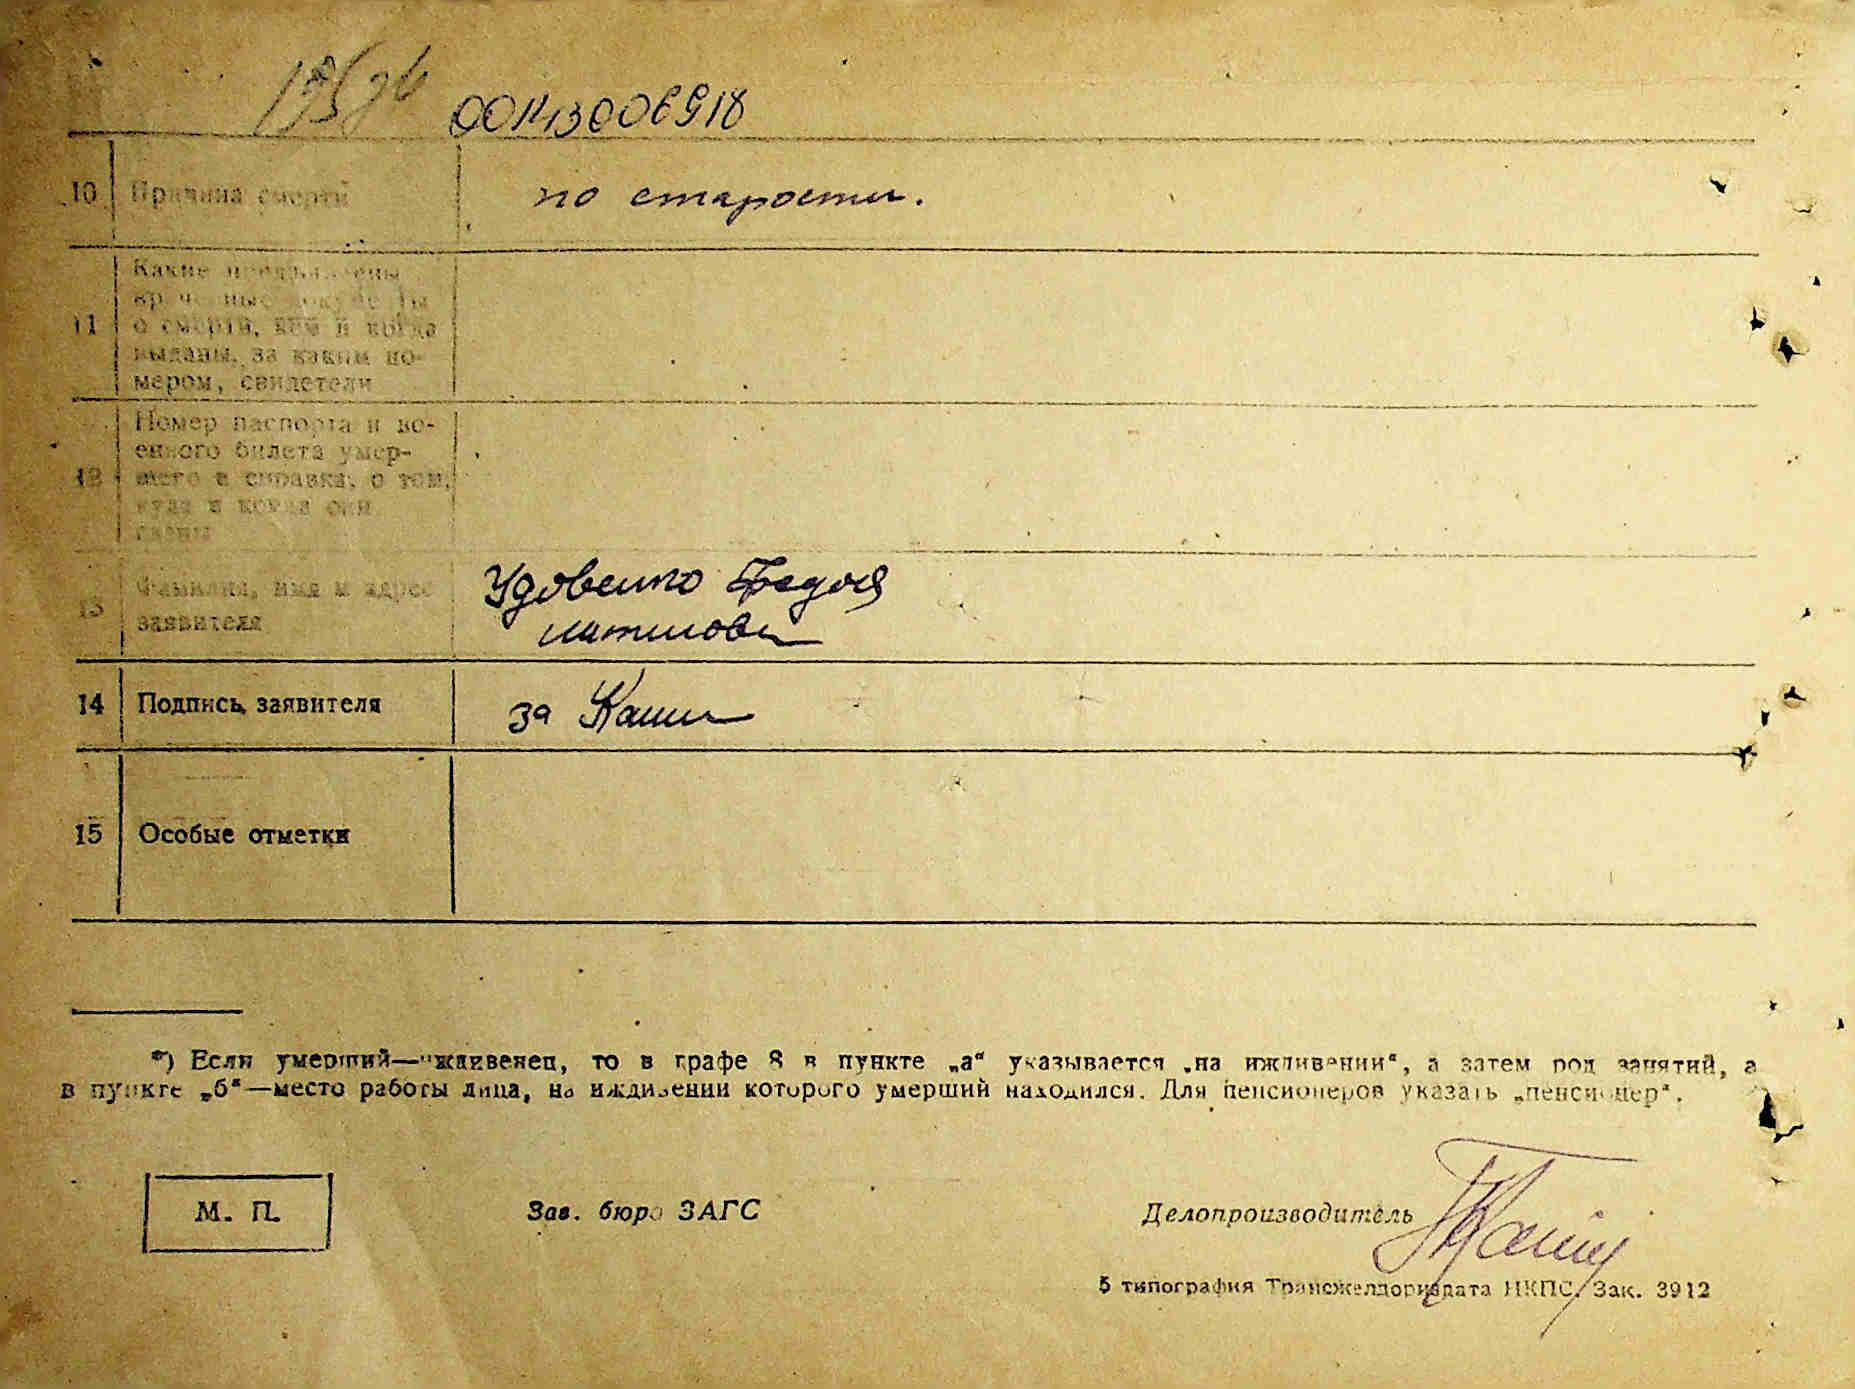 00113006918
10 Причина смерти по старости.
Какие предъявлены
врачебные документы
11 о смерти, кем и когда
выданы, за каким но-
мером, свидетели
Номер паспорта и во-
енного билета умер-
12 шего и справка, о том,
куда и когда они
сданы
13 Фамилия, имя и адрес
заявителя
Удовенко
14 Подпись заявителя за
15 Особые отметки
*) Если умерший—иждивенец, то в графе 8 в пункте „а“ указывается „на иждивении“, а затем род занятий, а
в пункте „б“—место работы лица, на иждивении которого умерший находился. Для пенсионеров указать „пенсионер“.
М. П. Зав. бюро ЗАГС Делопроизводитель
5 типография Трансжелдориздата НКПС. Зак. 3912